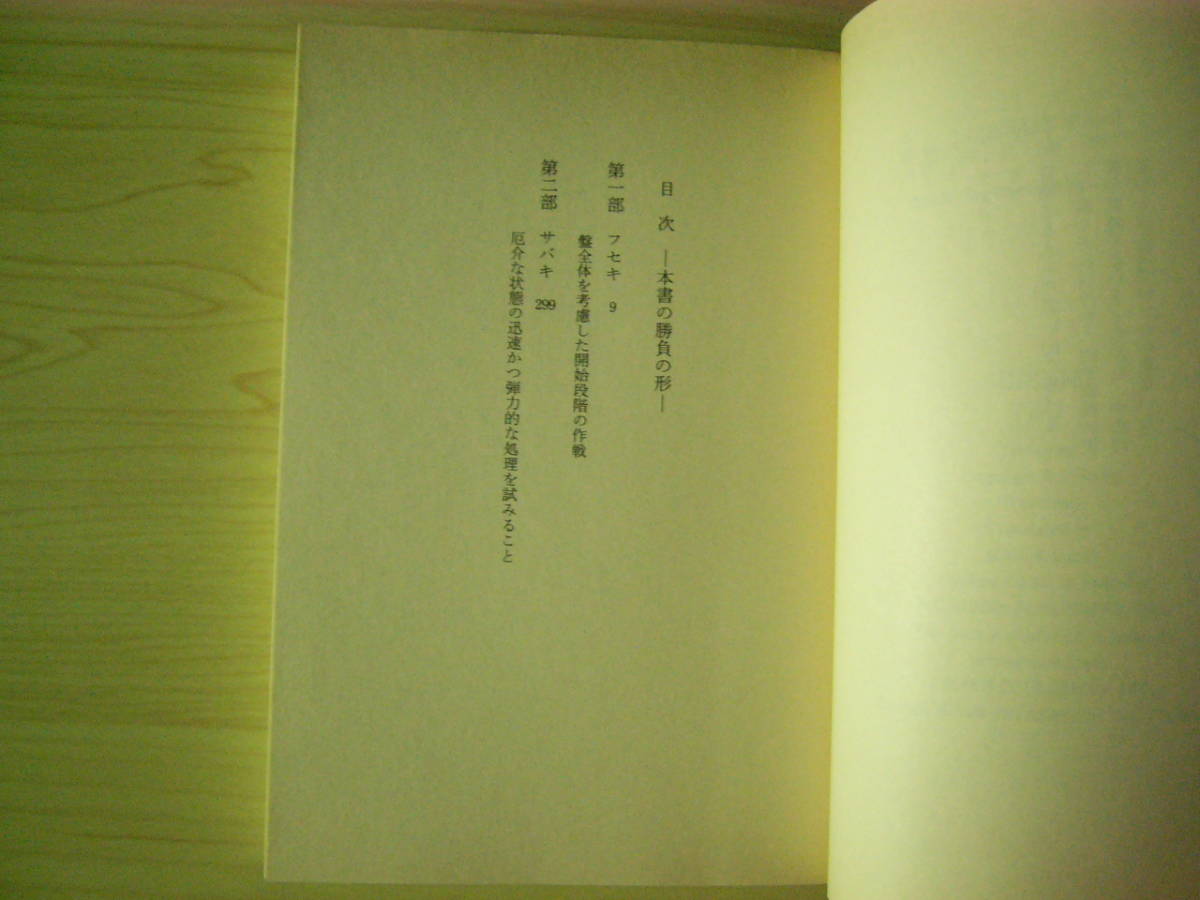 目次 ―本書の勝負の形―
第一部 フセキ 9
盤全体を考慮した開始段階の作戦
第二部 サバキ 299
厄介な状態の迅速かつ弾力的な処理を試みること